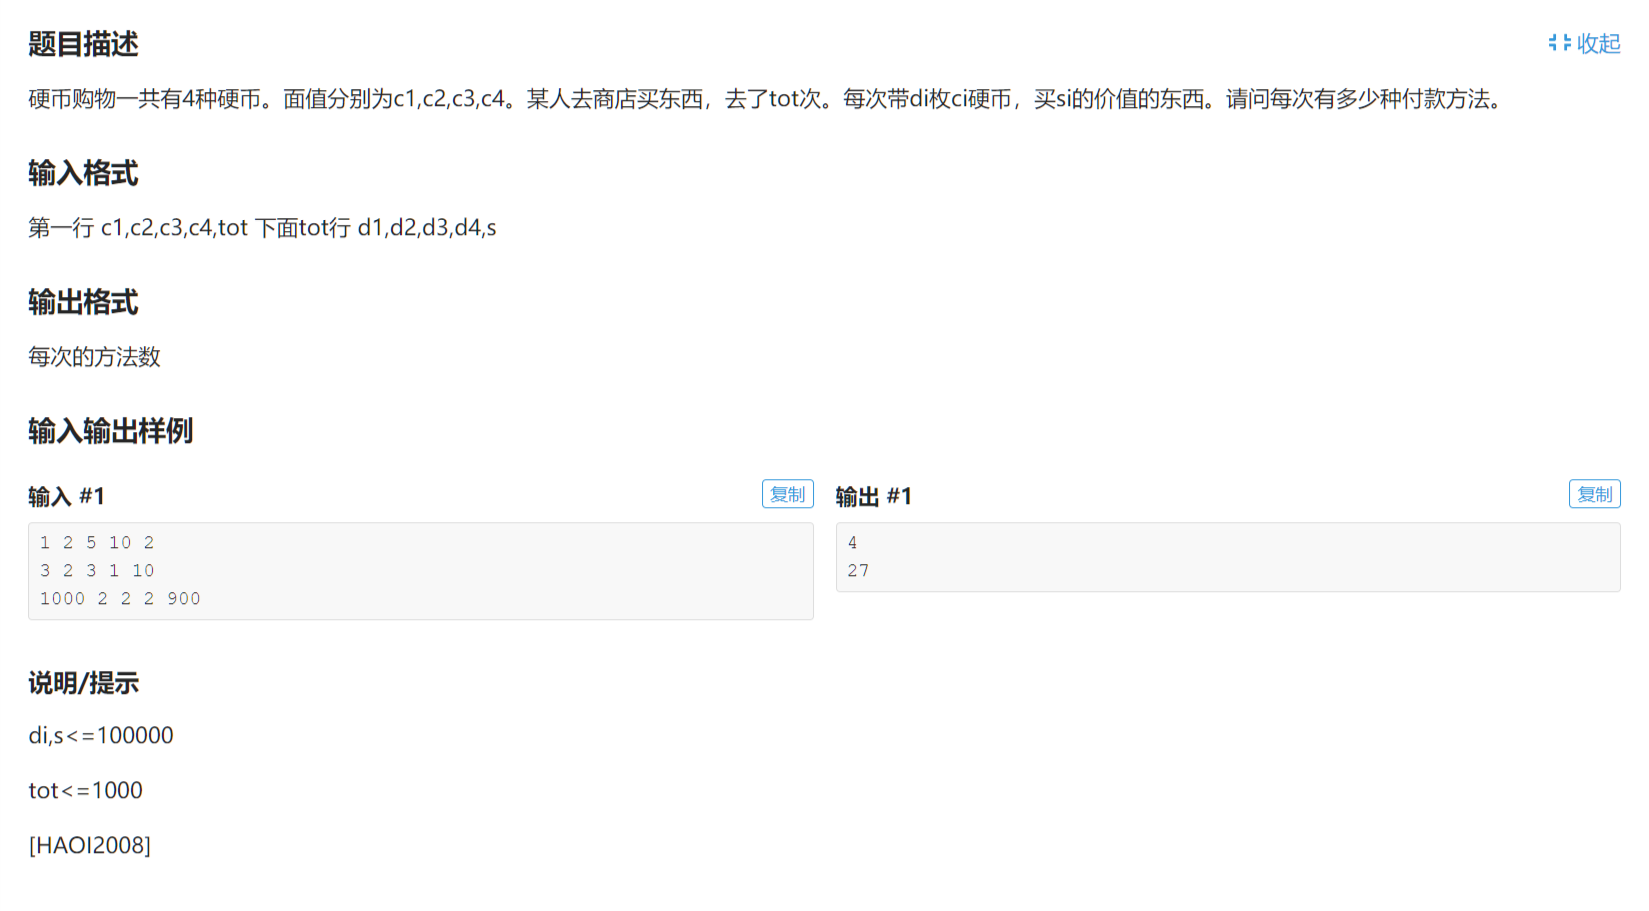 题目描述
收起
硬币购物一共有4种硬币。面值分别为c1,c2,c3,c4。某人去商店买东西，去了tot次。每次带di枚ci硬币，买si的价值的东西。请问每次有多少种付款方法。
输入格式
第一行 c1,c2,c3,c4,tot 下面tot行 d1,d2,d3,d4,s
输出格式
每次的方法数
输入输出样例
输入 #1
复制
1 2 5 10 2
3 2 3 1 10
1000 2 2 2 900
输出 #1
复制
4
27
说明/提示
di,s<=100000
tot<=1000
[HAOI2008]